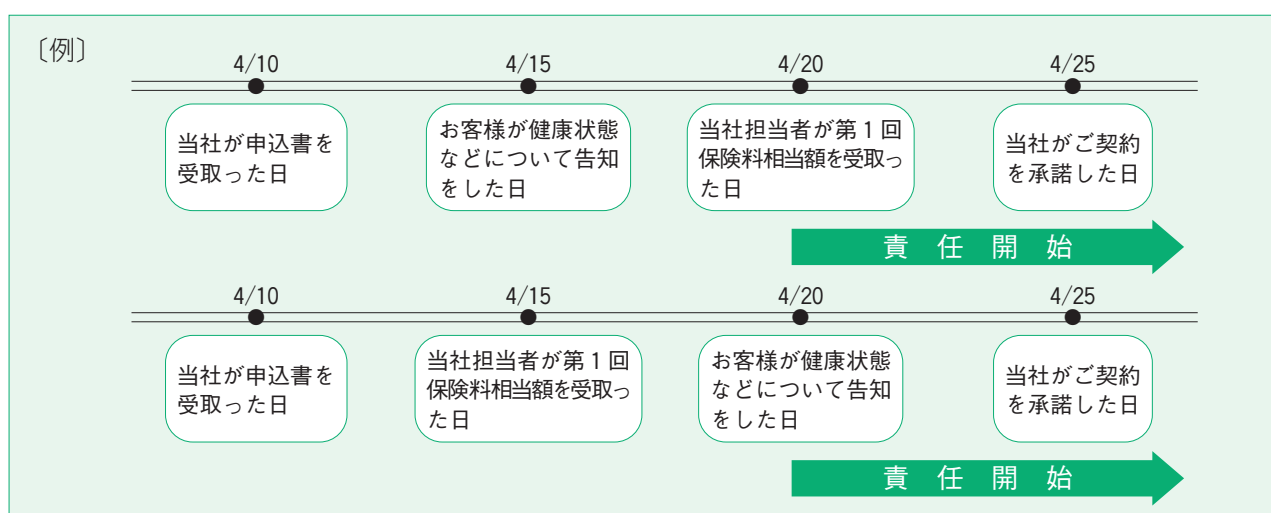 〔例〕
4/10 4/15 4/20 4/25
当社が申込書を
受取った日
お客様が健康状態
などについて告知
をした日
当社担当者が第1回
保険料相当額を受取っ
た日
当社がご契約
を承諾した日
責任開始
4/10 4/15 4/20 4/25
当社が申込書を
受取った日
当社担当者が第1回
保険料相当額を受取っ
た日
お客様が健康状態
などについて告知
をした日
当社がご契約
を承諾した日
責任開始